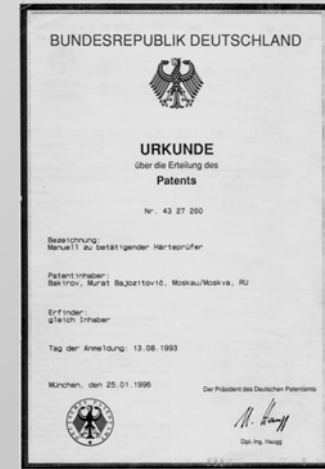 BUNDESREPUBLIK DEUTSCHLAND
URKUNDE
über die Erteilung des
Patents
Nr. 43 27 260
Bezeichnung:
Manuell zu betätigender Härteprüfer
Patentinhaber:
Bakirov, Murat Bajozitovič, Moskau/Moskva, RU
Erfinder:
gleich Inhaber
Tag der Anmeldung: 13.08.1993
München, den 25.01.1996
Der Präsident des Deutschen Patentamts
Dipl.-Ing. Haugg